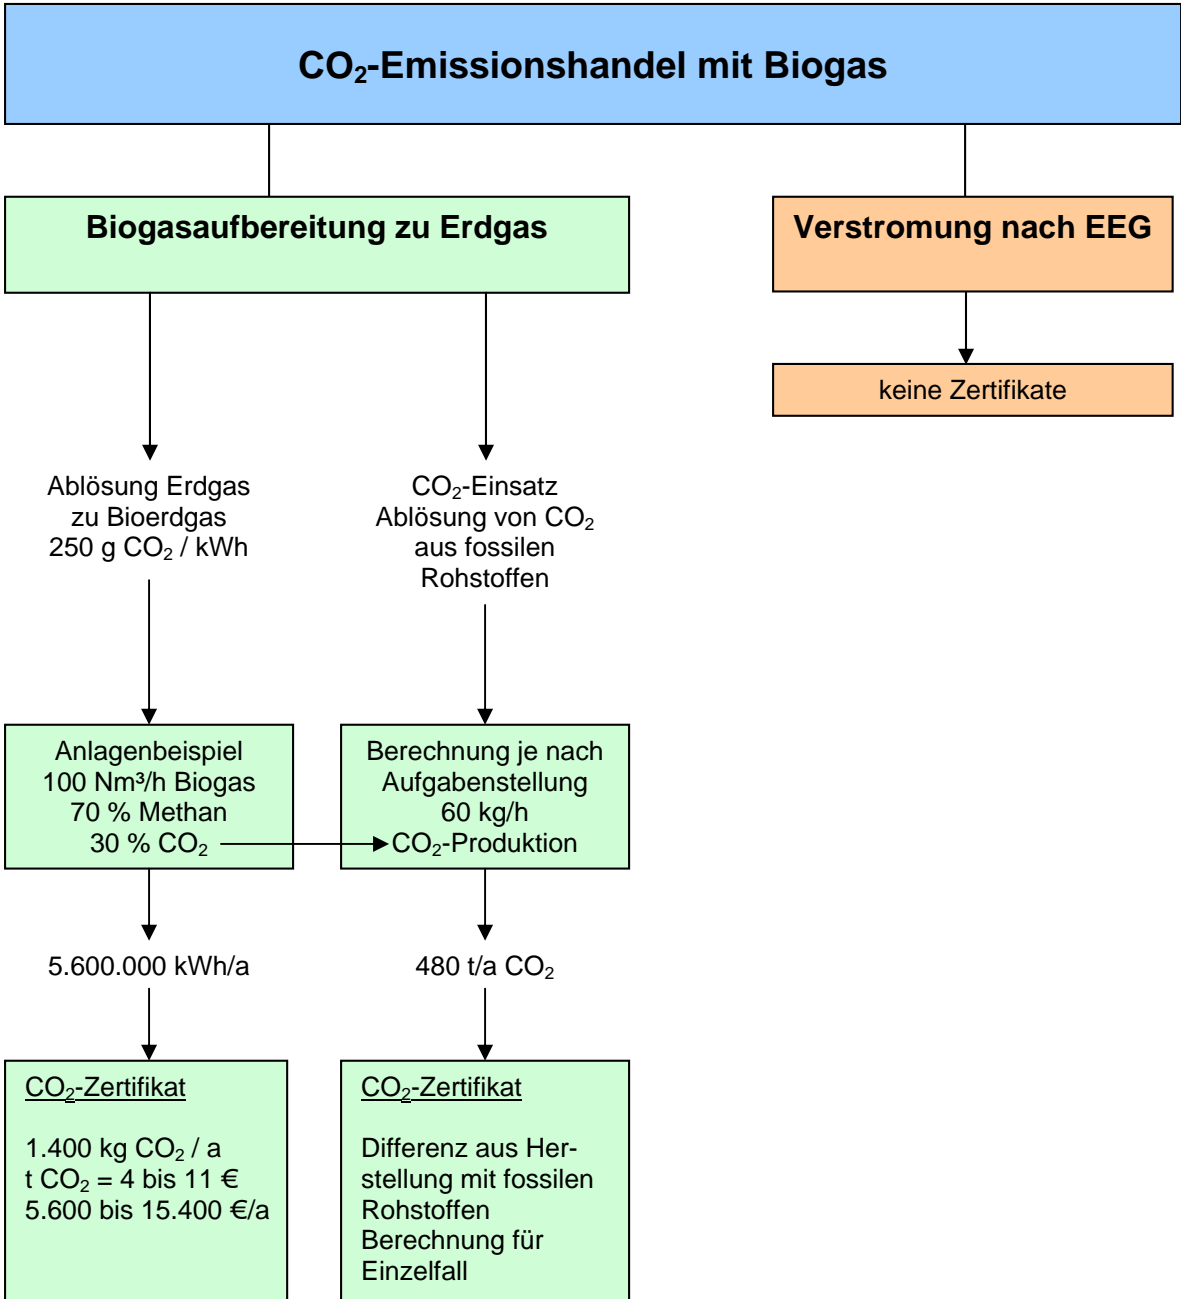 CO₂-Emissionshandel mit Biogas
Biogasaufbereitung zu Erdgas
Verstromung nach EEG
keine Zertifikate
Ablösung Erdgas
zu Bioerdgas
250 g CO₂ / kWh
CO₂-Einsatz
Ablösung von CO₂
aus fossilen
Rohstoffen
Anlagenbeispiel
100 Nm³/h Biogas
70 % Methan
30 % CO₂
Berechnung je nach
Aufgabenstellung
60 kg/h
CO₂-Produktion
5.600.000 kWh/a
480 t/a CO₂
CO₂-Zertifikat
1.400 kg CO₂ / a
t CO₂ = 4 bis 11 €
5.600 bis 15.400 €/a
CO₂-Zertifikat
Differenz aus Her-
stellung mit fossilen
Rohstoffen
Berechnung für
Einzelfall